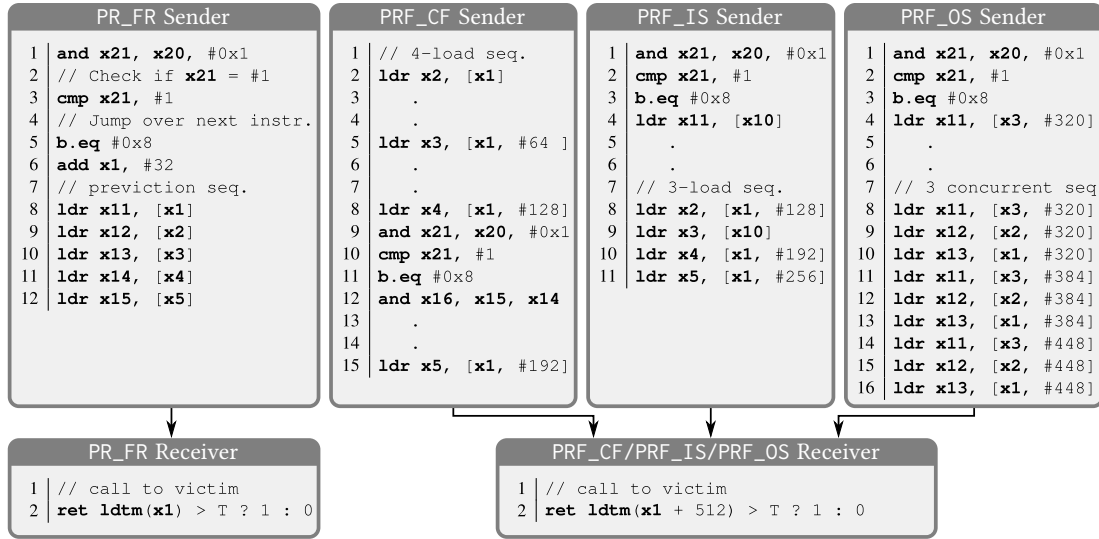 PR_FR Sender
1 and x21, x20, #0x1
2 // Check if x21 = #1
3 cmp x21, #1
4 // Jump over next instr.
5 b.eq #0x8
6 add x1, #32
7 // previction seq.
8 ldr x11, [x1]
9 ldr x12, [x2]
10 ldr x13, [x3]
11 ldr x14, [x4]
12 ldr x15, [x5]
PRF_CF Sender
1 // 4-load seq.
2 ldr x2, [x1]
3 .
4 .
5 ldr x3, [x1, #64 ]
6 .
7 .
8 ldr x4, [x1, #128]
9 and x21, x20, #0x1
10 cmp x21, #1
11 b.eq #0x8
12 and x16, x15, x14
13 .
14 .
15 ldr x5, [x1, #192]
PRF_IS Sender
1 and x21, x20, #0x1
2 cmp x21, #1
3 b.eq #0x8
4 ldr x11, [x10]
5 .
6 .
7 // 3-load seq.
8 ldr x2, [x1, #128]
9 ldr x3, [x10]
10 ldr x4, [x1, #192]
11 ldr x5, [x1, #256]
PRF_OS Sender
1 and x21, x20, #0x1
2 cmp x21, #1
3 b.eq #0x8
4 ldr x11, [x3, #320]
5 .
6 .
7 // 3 concurrent seq
8 ldr x11, [x3, #320]
9 ldr x12, [x2, #320]
10 ldr x13, [x1, #320]
11 ldr x11, [x3, #384]
12 ldr x12, [x2, #384]
13 ldr x13, [x1, #384]
14 ldr x11, [x3, #448]
15 ldr x12, [x2, #448]
16 ldr x13, [x1, #448]
PR_FR Receiver
1 // call to victim
2 ret ldtm(x1) > T ? 1 : 0
PRF_CF/PRF_IS/PRF_OS Receiver
1 // call to victim
2 ret ldtm(x1 + 512) > T ? 1 : 0